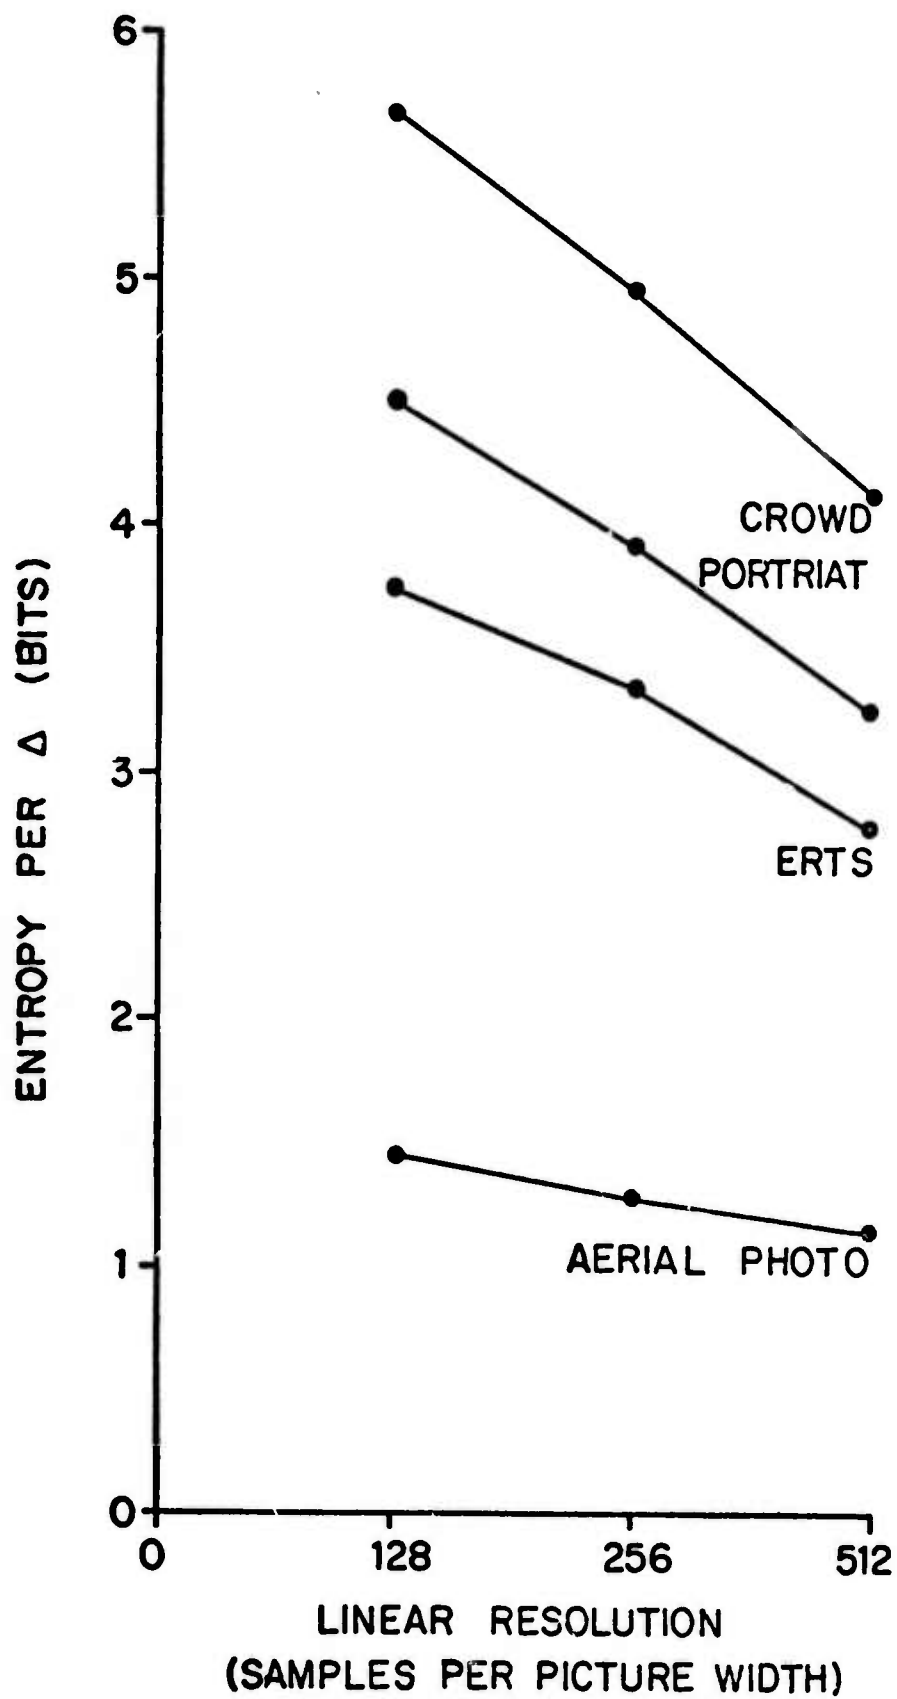 6
5
4
3
2
1
0
ENTROPY PER Δ (BITS)
CROWD
PORTRIAT
ERTS
AERIAL PHOTO
0 128 256 512
LINEAR RESOLUTION
(SAMPLES PER PICTURE WIDTH)